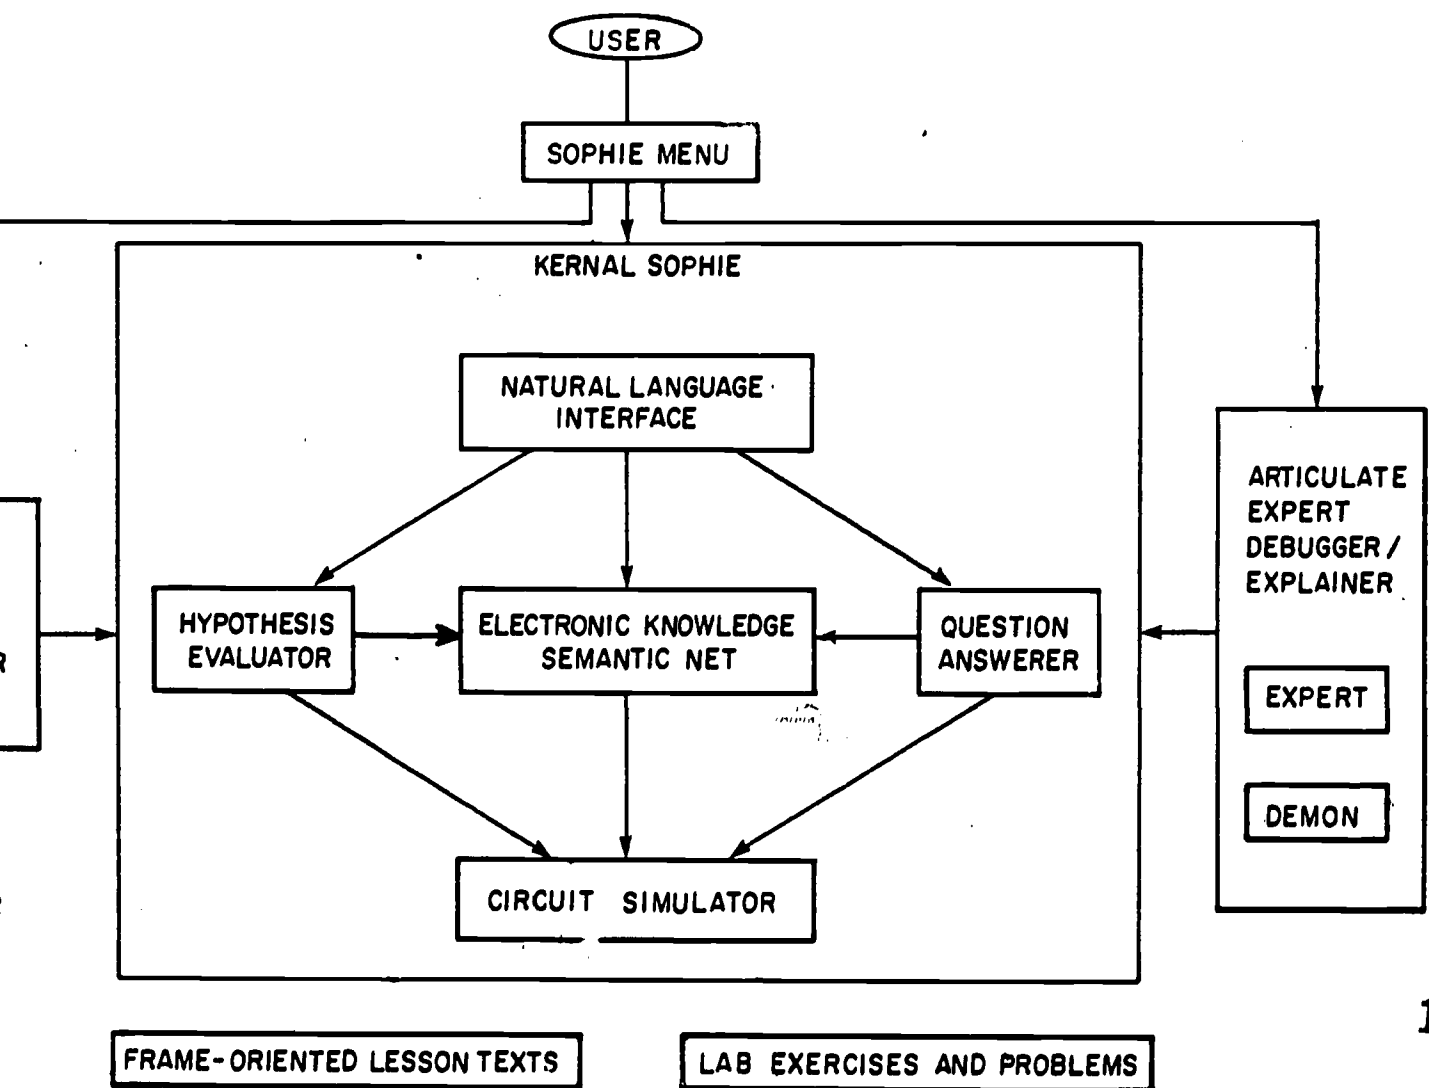 USER
SOPHIE MENU
KERNAL SOPHIE
NATURAL LANGUAGE
INTERFACE
HYPOTHESIS
EVALUATOR
ELECTRONIC KNOWLEDGE
SEMANTIC NET
QUESTION
ANSWERER
CIRCUIT SIMULATOR
ARTICULATE
EXPERT
DEBUGGER/
EXPLAINER
EXPERT
DEMON
FRAME-ORIENTED LESSON TEXTS
LAB EXERCISES AND PROBLEMS